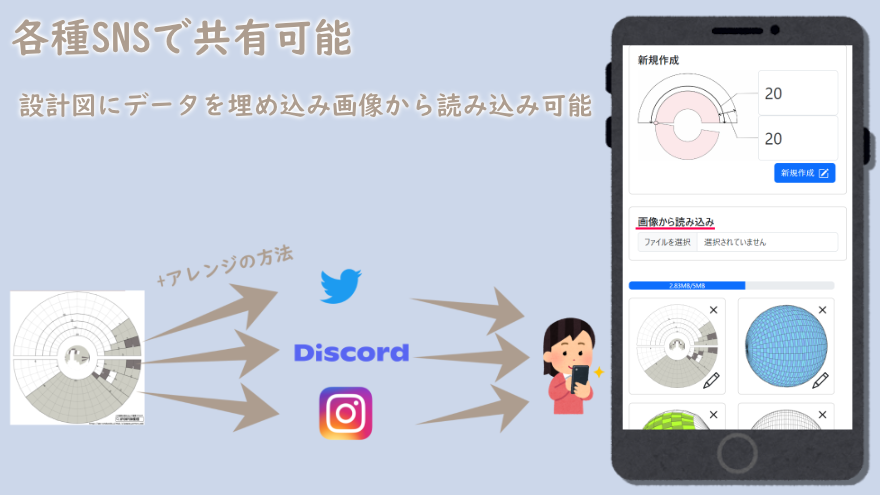 各種SNSで共有可能
設計図にデータを埋め込み画像から読み込み可能
+アレンジの方法
Discord
新規作成
20
20
新規作成
画像から読み込み
ファイルを選択 選択されていません
2.83MB/5MB